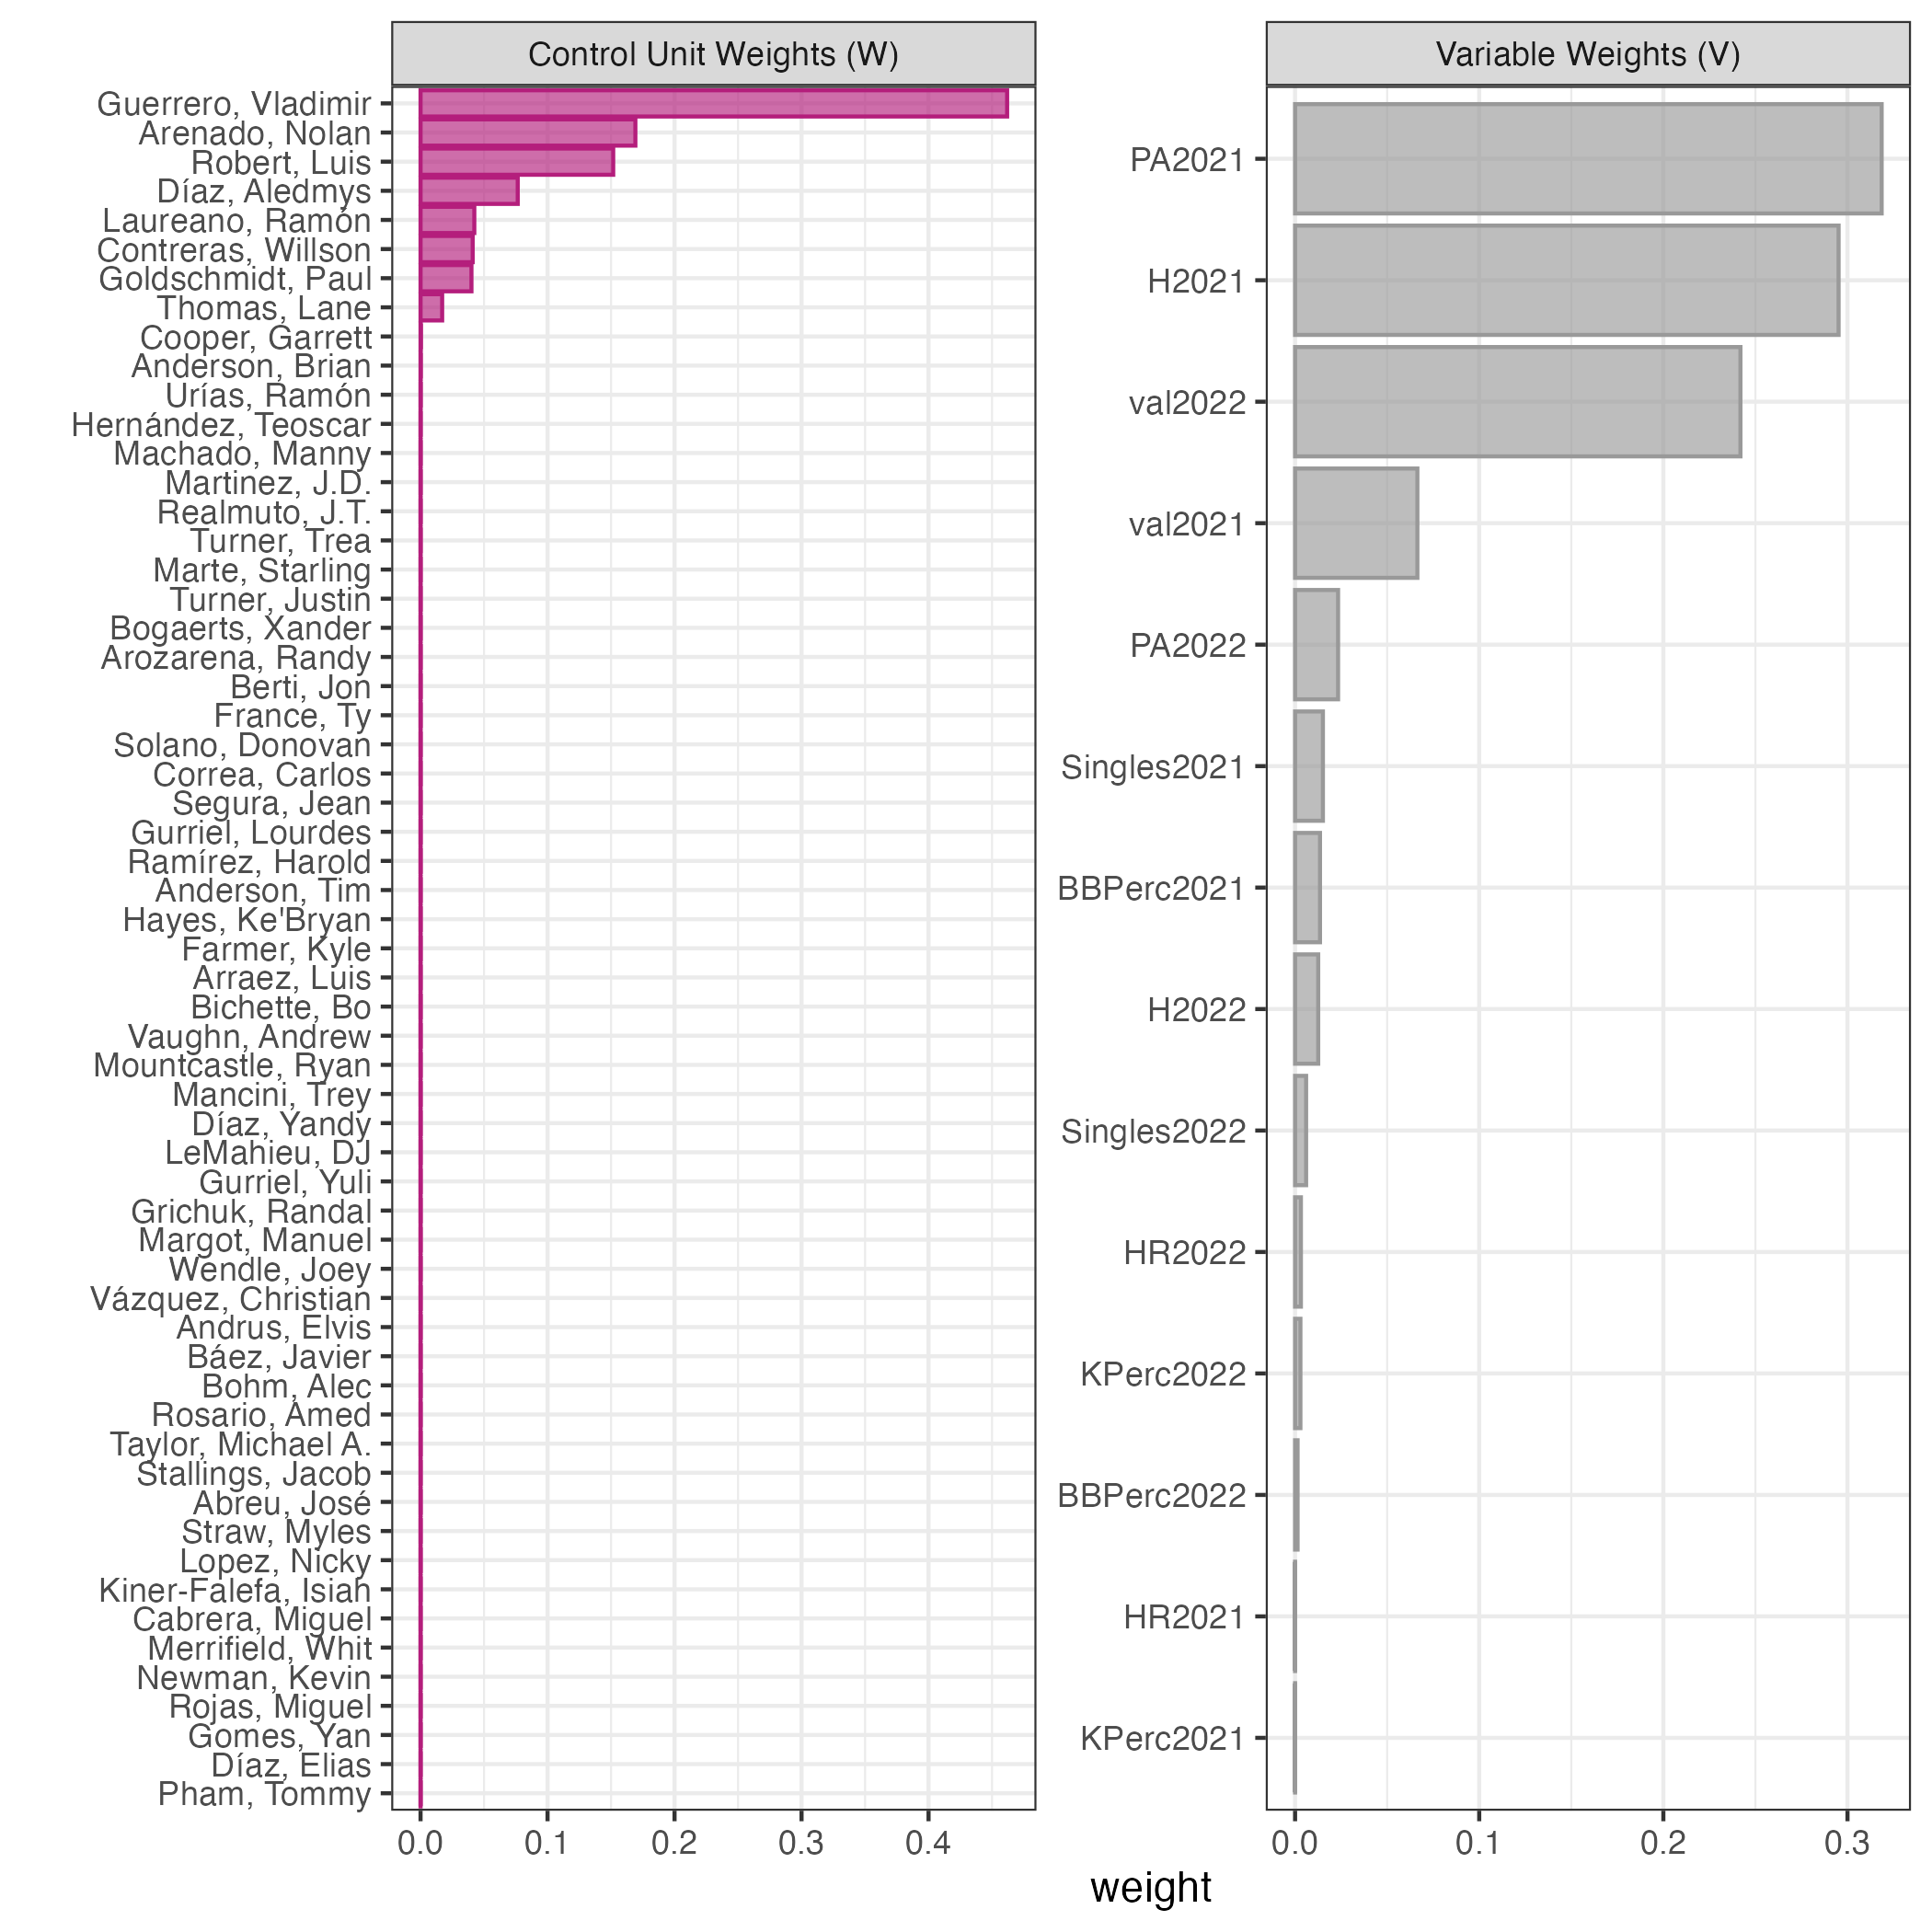 Control Unit Weights (W)
Guerrero, Vladimir
Arenado, Nolan
Robert, Luis
Díaz, Aledmys
Laureano, Ramón
Contreras, Willson
Goldschmidt, Paul
Thomas, Lane
Cooper, Garrett
Anderson, Brian
Urías, Ramón
Hernández, Teoscar
Machado, Manny
Martinez, J.D.
Realmuto, J.T.
Turner, Trea
Marte, Starling
Turner, Justin
Bogaerts, Xander
Arozarena, Randy
Berti, Jon
France, Ty
Solano, Donovan
Correa, Carlos
Segura, Jean
Gurriel, Lourdes
Ramírez, Harold
Anderson, Tim
Hayes, Ke'Bryan
Farmer, Kyle
Arraez, Luis
Bichette, Bo
Vaughn, Andrew
Mountcastle, Ryan
Mancini, Trey
Díaz, Yandy
LeMahieu, DJ
Gurriel, Yuli
Grichuk, Randal
Margot, Manuel
Wendle, Joey
Vázquez, Christian
Andrus, Elvis
Báez, Javier
Bohm, Alec
Rosario, Amed
Taylor, Michael A.
Stallings, Jacob
Abreu, José
Straw, Myles
Lopez, Nicky
Kiner-Falefa, Isiah
Cabrera, Miguel
Merrifield, Whit
Newman, Kevin
Rojas, Miguel
Gomes, Yan
Díaz, Elias
Pham, Tommy
0.0 0.1 0.2 0.3 0.4
Variable Weights (V)
PA2021
H2021
val2022
val2021
PA2022
Singles2021
BBPerc2021
H2022
Singles2022
HR2022
KPerc2022
BBPerc2022
HR2021
KPerc2021
0.0 0.1 0.2 0.3
weight